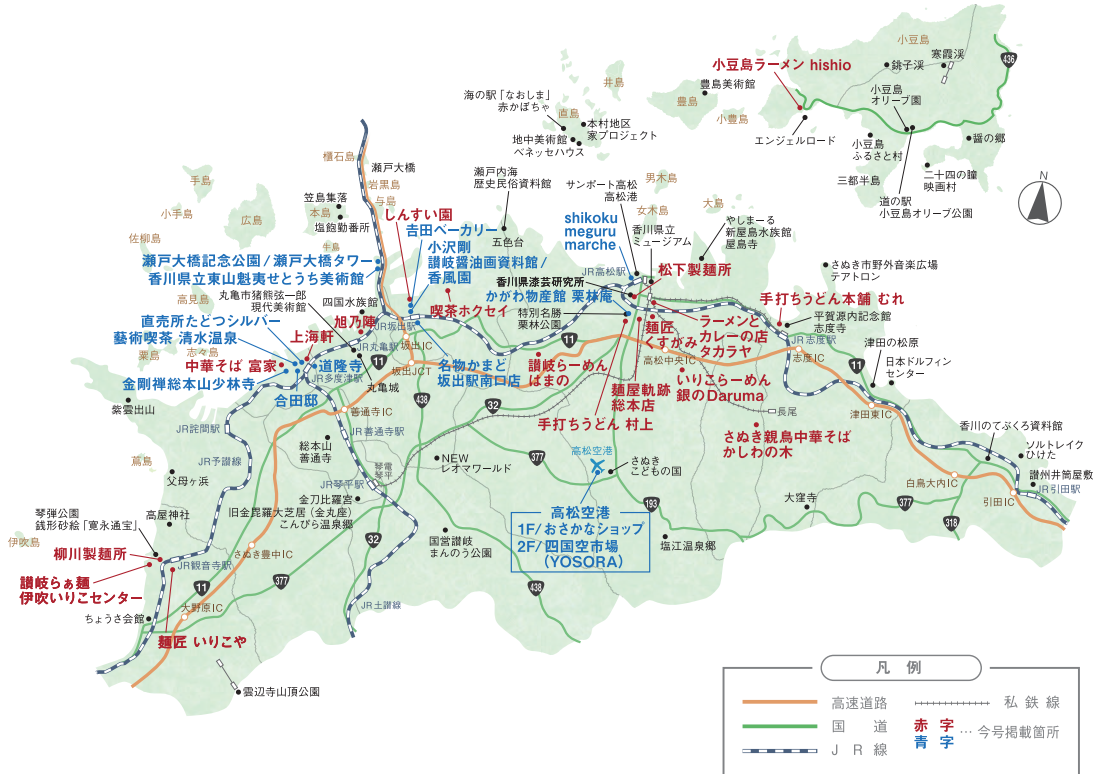 小豆島
寒霞渓
銚子渓
436
小豆島ラーメン hishio
小豆島
オリーブ園
豊島美術館
豊島
小豊島
エンジェルロード
小豆島
ふるさと村
醤の郷
三都半島
二十四の瞳
映画村
道の駅
小豆島オリーブ公園
N
井島
海の駅「なおしま」
赤かぼちゃ
直島
本村地区
家プロジェクト
地中美術館
ベネッセハウス
櫃石島
瀬戸大橋
岩黒島
与島
手島
小手島
広島
笠島集落
本島
塩飽勤番所
佐柳島
牛島
高見島
粟島
志々島
瀬戸内海
歴史民俗資料館
五色台
サンポート高松
高松港
男木島
女木島
大島
shikoku
meguru
marche
香川県立
ミュージアム
やしまーる
新屋島水族館
屋島寺
しんすい園
吉田ベーカリー
小沢剛
讃岐醤油画資料館/
香風園
瀬戸大橋記念公園/瀬戸大橋タワー
香川県立東山魁夷せとうち美術館
丸亀市猪熊弦一郎
現代美術館
四国水族館
旭乃陣
JR坂出駅
喫茶ホクセイ
JR高松駅
松下製麺所
香川県漆芸研究所
かがわ物産館 栗林庵
特別名勝
栗林公園
さぬき市野外音楽広場
テアトロン
手打ちうどん本舗 むれ
平賀源内記念館
志度寺
JR志度駅
直売所たどつシルバー
藝術喫茶 清水温泉
上海軒
JR丸亀駅
坂出IC
11
中華そば 富家
道隆寺
JR多度津駅
坂出JCT
金剛禅総本山少林寺
合田邸
丸亀城
名物かまど
坂出駅南口店
讃岐らーめん
はまの
11
麺匠
くすがみ
ラーメンと
カレーの店
タカラヤ
高松中央IC
志度IC
津田の松原
11
日本ドルフィン
センター
麺屋軌跡
総本店
いりこらーめん
銀のDaruma
手打ちうどん 村上
長尾
津田東IC
さぬき親鳥中華そば
かしわの木
紫雲出山
JR詫間駅
善通寺IC
438
32
JR善通寺駅
総本山
善通寺
JR予讃線
蔦島
父母ヶ浜
琴電
琴平
JR琴平駅
NEW
レオマワールド
377
高松空港
さぬき
こどもの国
香川のてぶくろ資料館
ソルトレイク
ひけた
讃州井筒屋敷
JR引田駅
白鳥大内IC
引田IC
大窪寺
377
318
193
金刀比羅宮
旧金毘羅大芝居(金丸座)
こんぴら温泉郷
琴弾公園
銭形砂絵「寛永通宝」
高屋神社
伊吹島
柳川製麺所
さぬき豊中IC
JR観音寺駅
32
国営讃岐
まんのう公園
高松空港
1F/おさかなショップ
2F/四国空市場
(YOSORA)
塩江温泉郷
讃岐らぁ麺
伊吹いりこセンター
11
377
438
大野原IC
JR土讃線
ちょうさ会館
麺匠 いりこや
雲辺寺山頂公園
凡例
高速道路
私鉄線
国道
赤字
青字
…今号掲載箇所
JR線